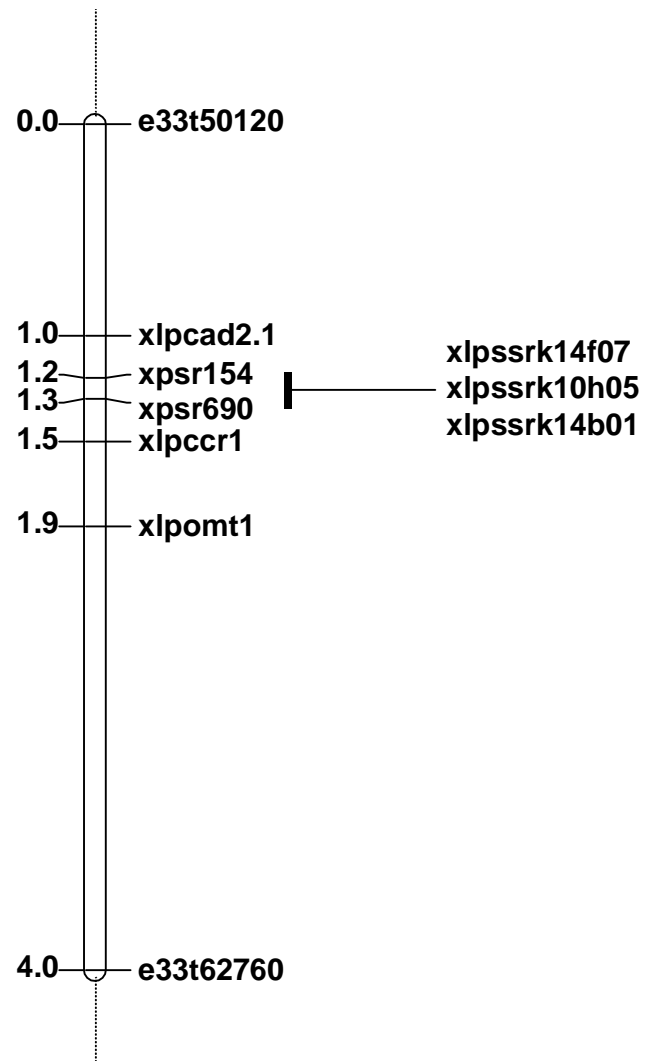 0.0 e33t50120
1.0 xlpcad2.1
1.2 xpsr154
1.3 xpsr690
1.5 xlpccr1
1.9 xlpomt1
4.0 e33t62760
xlpssrk14f07
xlpssrk10h05
xlpssrk14b01